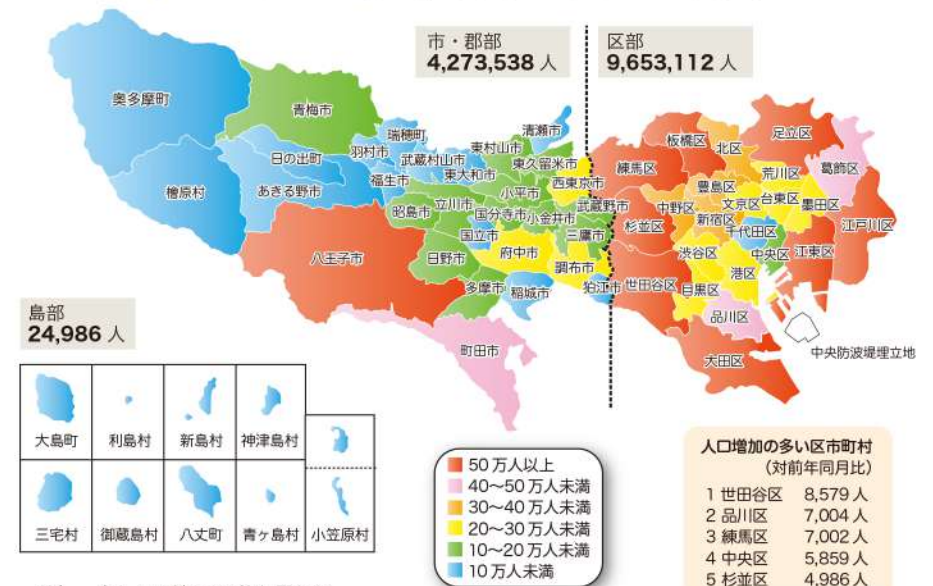 市・郡部
4,273,538 人
区部
9,653,112 人
奥多摩町
青梅市
瑞穂町
羽村市
日の出町
福生市
武蔵村山市
東大和市
東村山市
清瀬市
東久留米市
西東京市
檜原村
あきる野市
昭島市
立川市
小平市
国分寺市
小金井市
武蔵野市
三鷹市
国立市
八王子市
日野市
府中市
調布市
多摩市
稲城市
狛江市
町田市
板橋区
北区
足立区
練馬区
豊島区
荒川区
葛飾区
中野区
文京区
台東区
墨田区
杉並区
新宿区
千代田区
江戸川区
渋谷区
中央区
江東区
世田谷区
目黒区
港区
品川区
大田区
中央防波堤埋立地
島部
24,986 人
大島町
利島村
新島村
神津島村
三宅村
御蔵島村
八丈町
青ヶ島村
小笠原村
50 万人以上
40〜50 万人未満
30〜40 万人未満
20〜30 万人未満
10〜20 万人未満
10 万人未満
人口増加の多い区市町村
（対前年同月比）
1 世田谷区 8,579 人
2 品川区 7,004 人
3 練馬区 7,002 人
4 中央区 5,859 人
5 杉並区 4,986 人